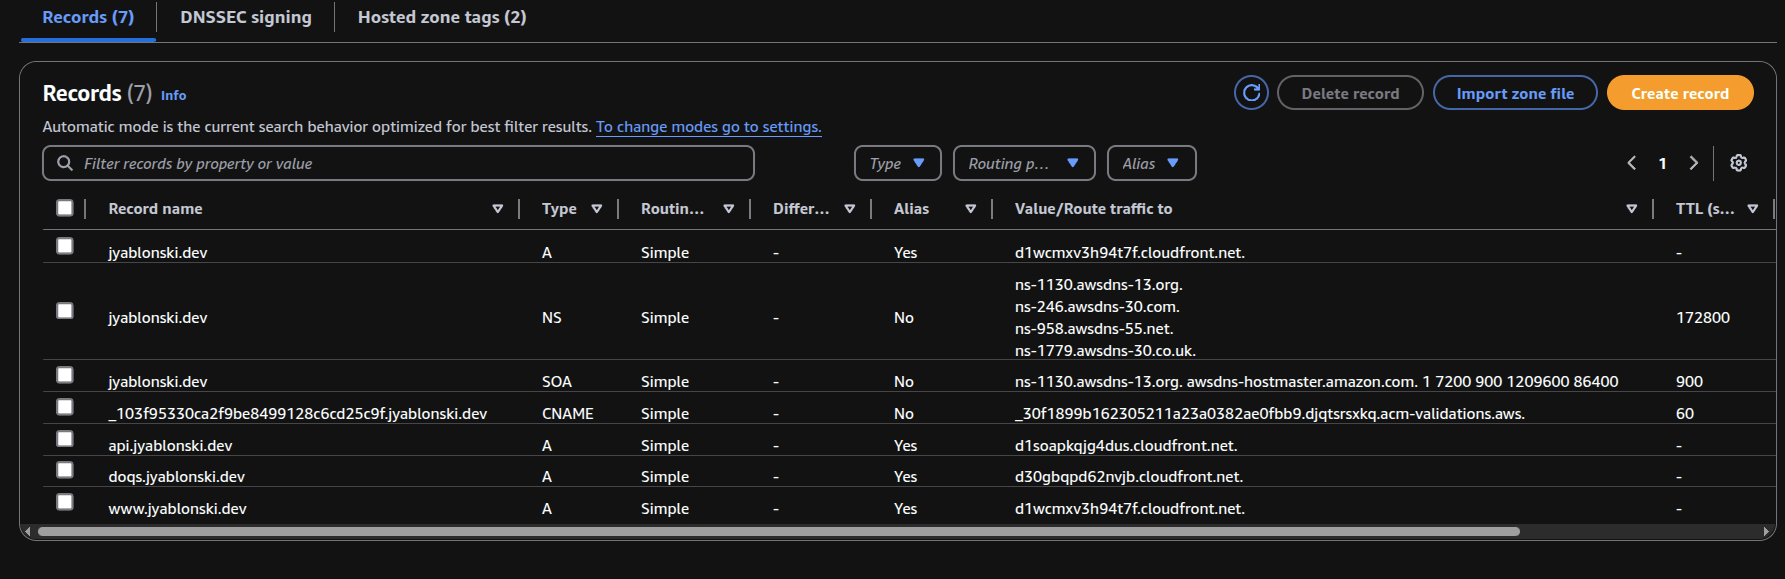 Records (7) DNSSEC signing Hosted zone tags (2)
Records (7) Info
Delete record Import zone file Create record
Automatic mode is the current search behavior optimized for best filter results. To change modes go to settings.
Filter records by property or value Type Routing p... Alias 1
Record name Type Routin... Differ... Alias Value/Route traffic to TTL (s...
jyablonski.dev A Simple - Yes d1wcmxv3h94t7f.cloudfront.net. -
ns-1130.awsdns-13.org.
ns-246.awsdns-30.com.
jyablonski.dev NS Simple - No 172800
ns-958.awsdns-55.net.
ns-1779.awsdns-30.co.uk.
jyablonski.dev SOA Simple - No ns-1130.awsdns-13.org. awsdns-hostmaster.amazon.com. 1 7200 900 1209600 86400 900
_103f95330ca2f9be8499128c6cd25c9f.jyablonski.dev CNAME Simple - No _30f1899b162305211a23a0382ae0fbb9.djqtsrsxkq.acm-validations.aws. 60
api.jyablonski.dev A Simple - Yes d1soapkqjg4dus.cloudfront.net. -
doqs.jyablonski.dev A Simple - Yes d30gbqpd62nvjb.cloudfront.net. -
www.jyablonski.dev A Simple - Yes d1wcmxv3h94t7f.cloudfront.net. -